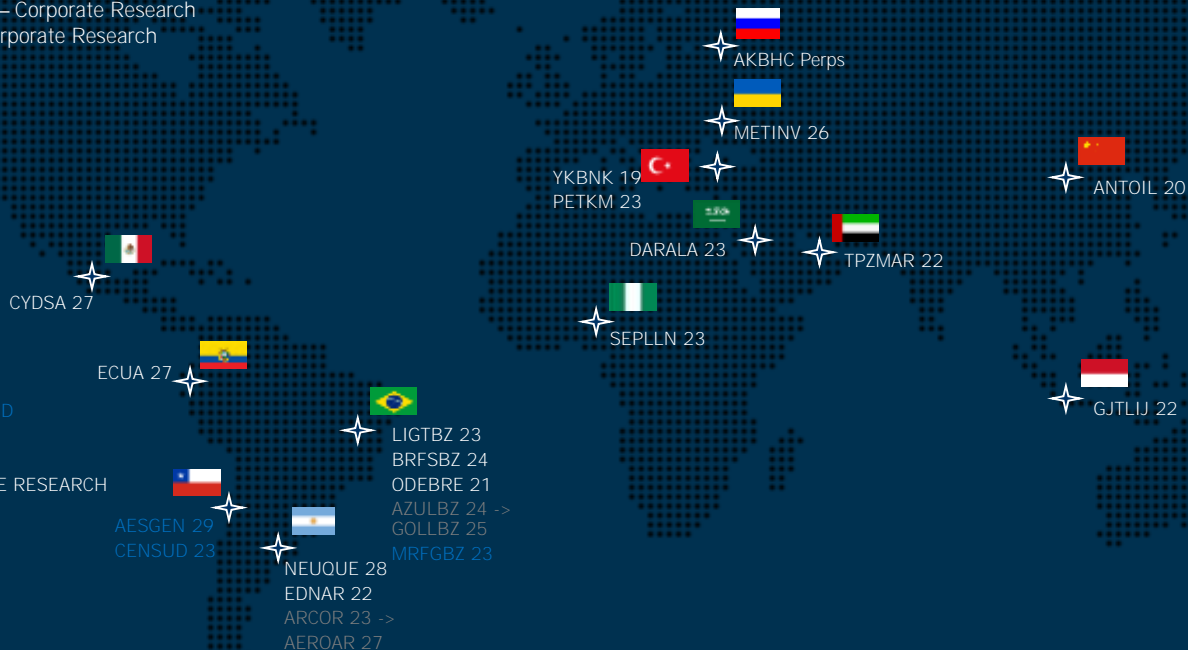 – Corporate Research
rporate Research
AKBHC Perps
METINV 26
YKBNK 19
PETKM 23
ANTOIL 20
DARALA 23
TPZMAR 22
CYDSA 27
SEPLLN 23
ECUA 27
GJTLIJ 22
D
LIGTBZ 23
BRFSBZ 24
ODEBRE 21
AZULBZ 24 ->
GOLLBZ 25
MRFGBZ 23
E RESEARCH
AESGEN 29
CENSUD 23
NEUQUE 28
EDNAR 22
ARCOR 23 ->
AEROAR 27